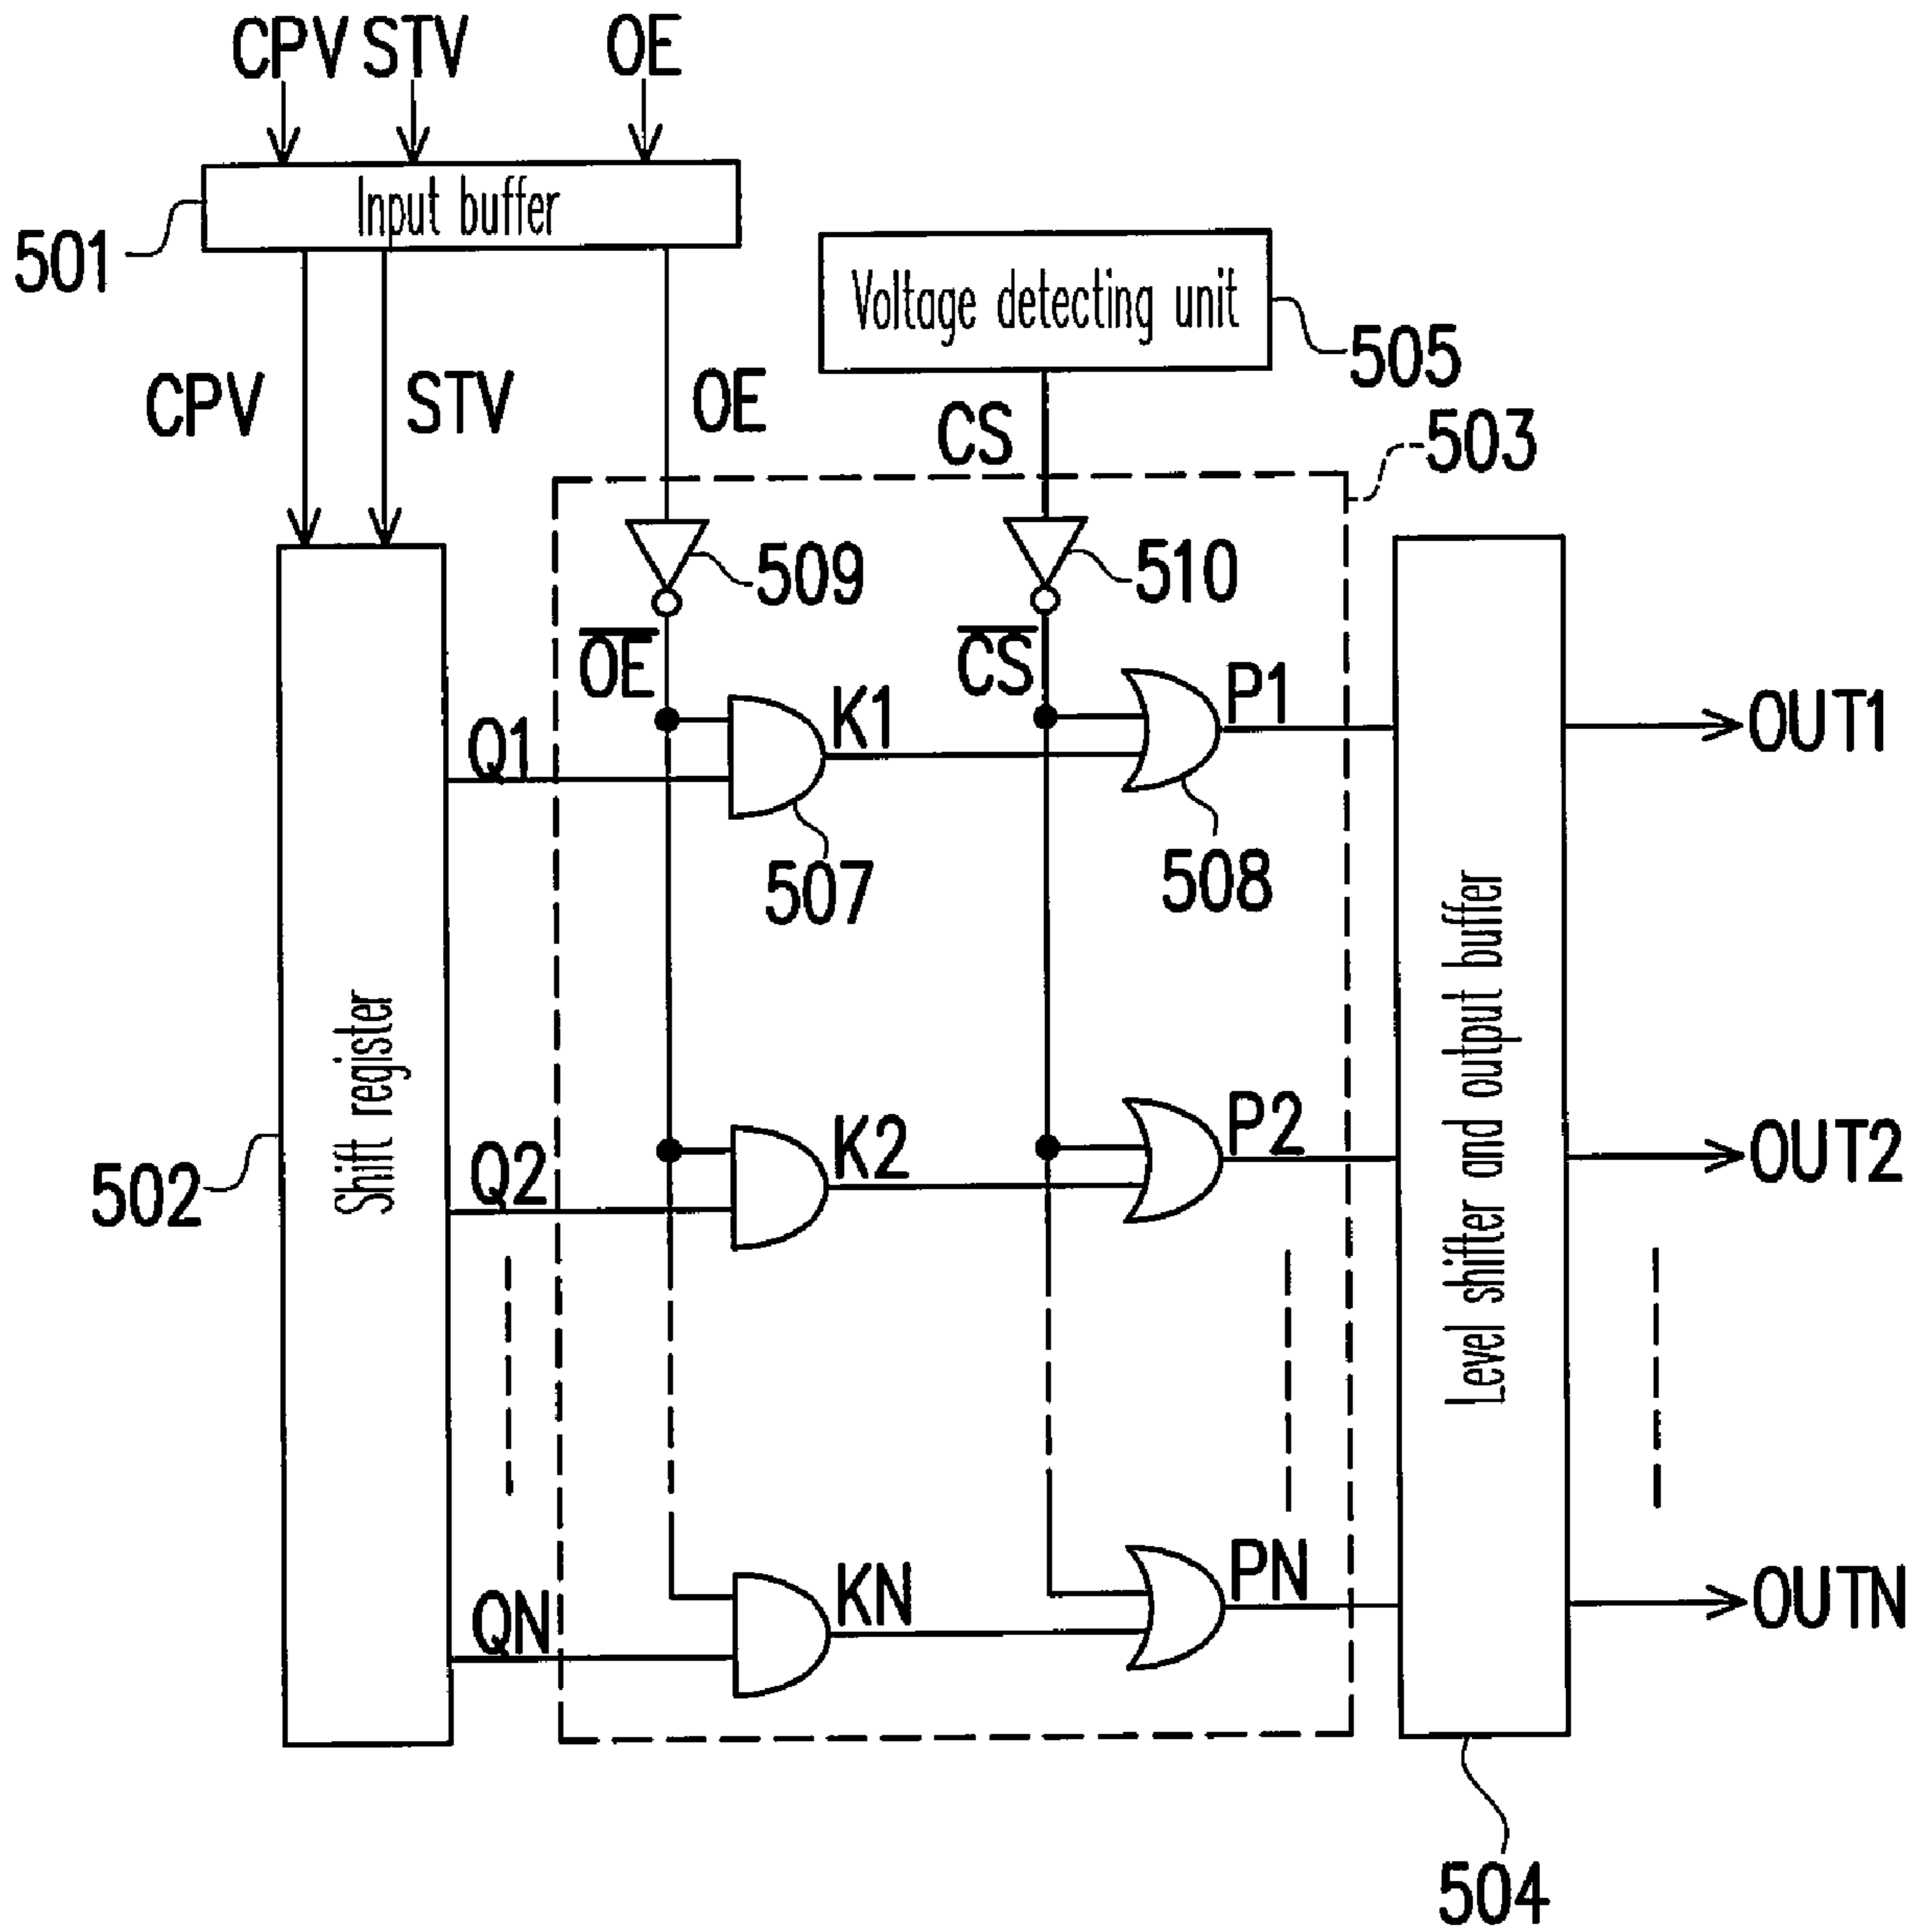 CPV STV OE
Input buffer
501
Voltage detecting unit
505
CPV STV OE CS
503
509
510
O̅E̅
C̅S̅
Q1 K1 P1 OUT1
507
508
Shift register
Level shifter and output buffer
502
Q2 K2 P2 OUT2
QN KN PN OUTN
504